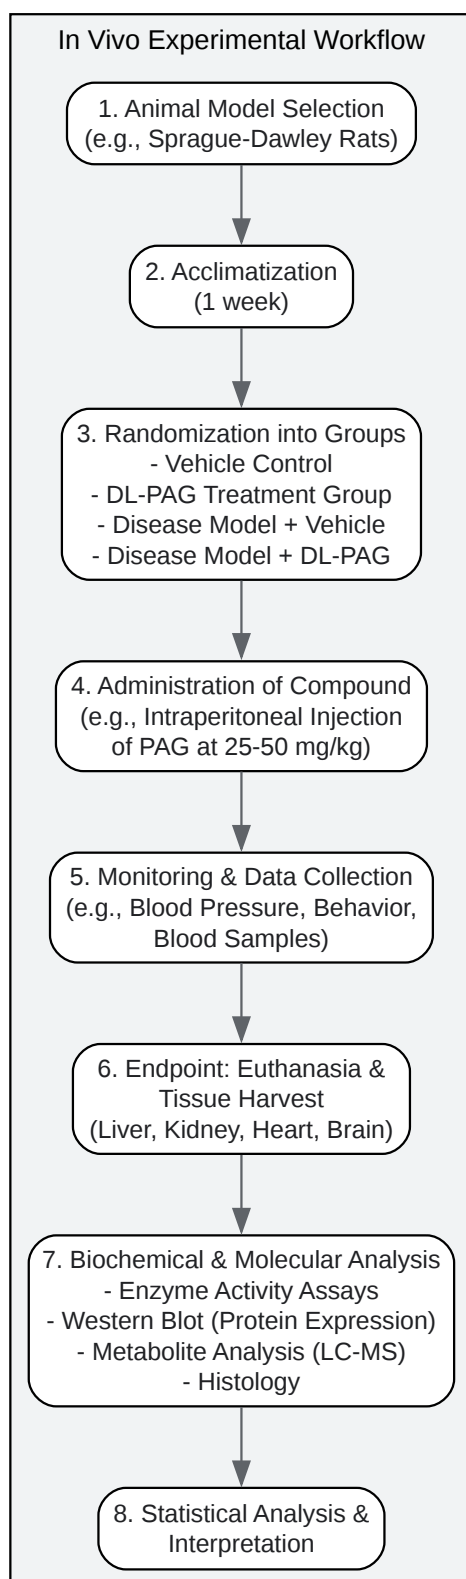 In Vivo Experimental Workflow
1. Animal Model Selection
(e.g., Sprague-Dawley Rats)
2. Acclimatization
(1 week)
3. Randomization into Groups
- Vehicle Control
- DL-PAG Treatment Group
- Disease Model + Vehicle
- Disease Model + DL-PAG
4. Administration of Compound
(e.g., Intraperitoneal Injection
of PAG at 25-50 mg/kg)
5. Monitoring & Data Collection
(e.g., Blood Pressure, Behavior,
Blood Samples)
6. Endpoint: Euthanasia &
Tissue Harvest
(Liver, Kidney, Heart, Brain)
7. Biochemical & Molecular Analysis
- Enzyme Activity Assays
- Western Blot (Protein Expression)
- Metabolite Analysis (LC-MS)
- Histology
8. Statistical Analysis &
Interpretation